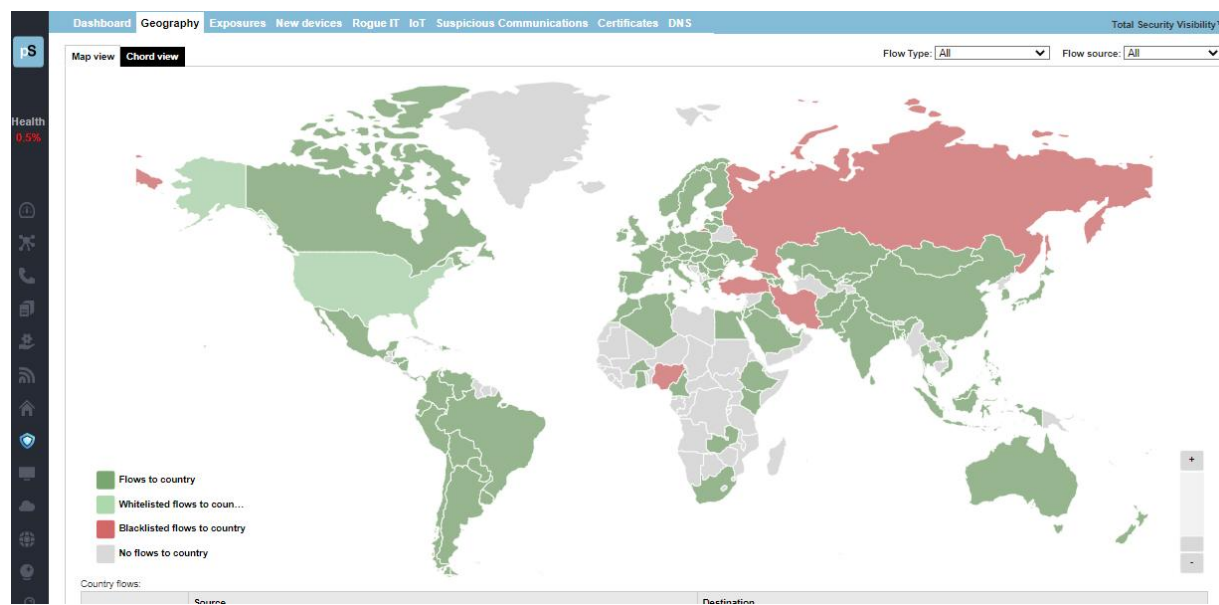 Dashboard Geography Exposures New devices Rogue IT IoT Suspicious Communications Certificates DNS
Total Security Visibility
pS
Map view Chord view
Flow Type: All Flow source: All
Health
0.5%
+
Flows to country
Whitelisted flows to coun...
Blacklisted flows to country
No flows to country
-
Country flows:
Source Destination